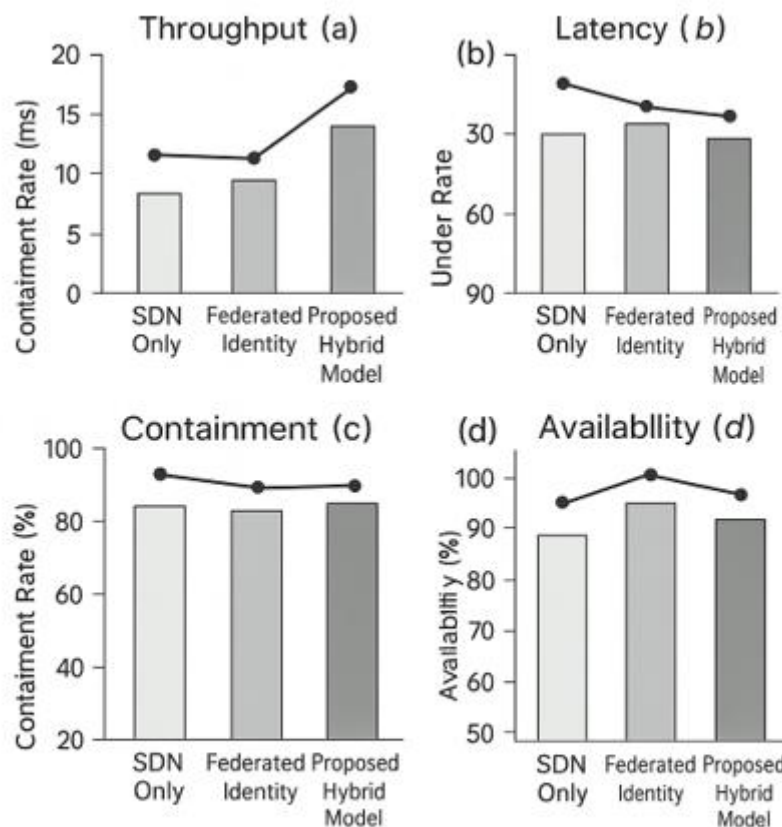 Throughput (a)
Contaiment Rate (ms)
20
15
10
5
0
SDN
Only
Federated
Identity
Proposed
Hybrid
Model
(b)
Latency (b)
Under Rate
30
60
90
SDN
Only
Federated
Identity
Proposed
Hybrid
Model
Containment (c)
Contaiment Rate (%)
100
80
60
40
20
SDN
Only
Federated
Identity
Proposed
Hybrid
Model
(d)
Availabllity (d)
100
90
80
70
60
50
SDN
Only
Federated
Identity
Proposed
Hybrid
Model